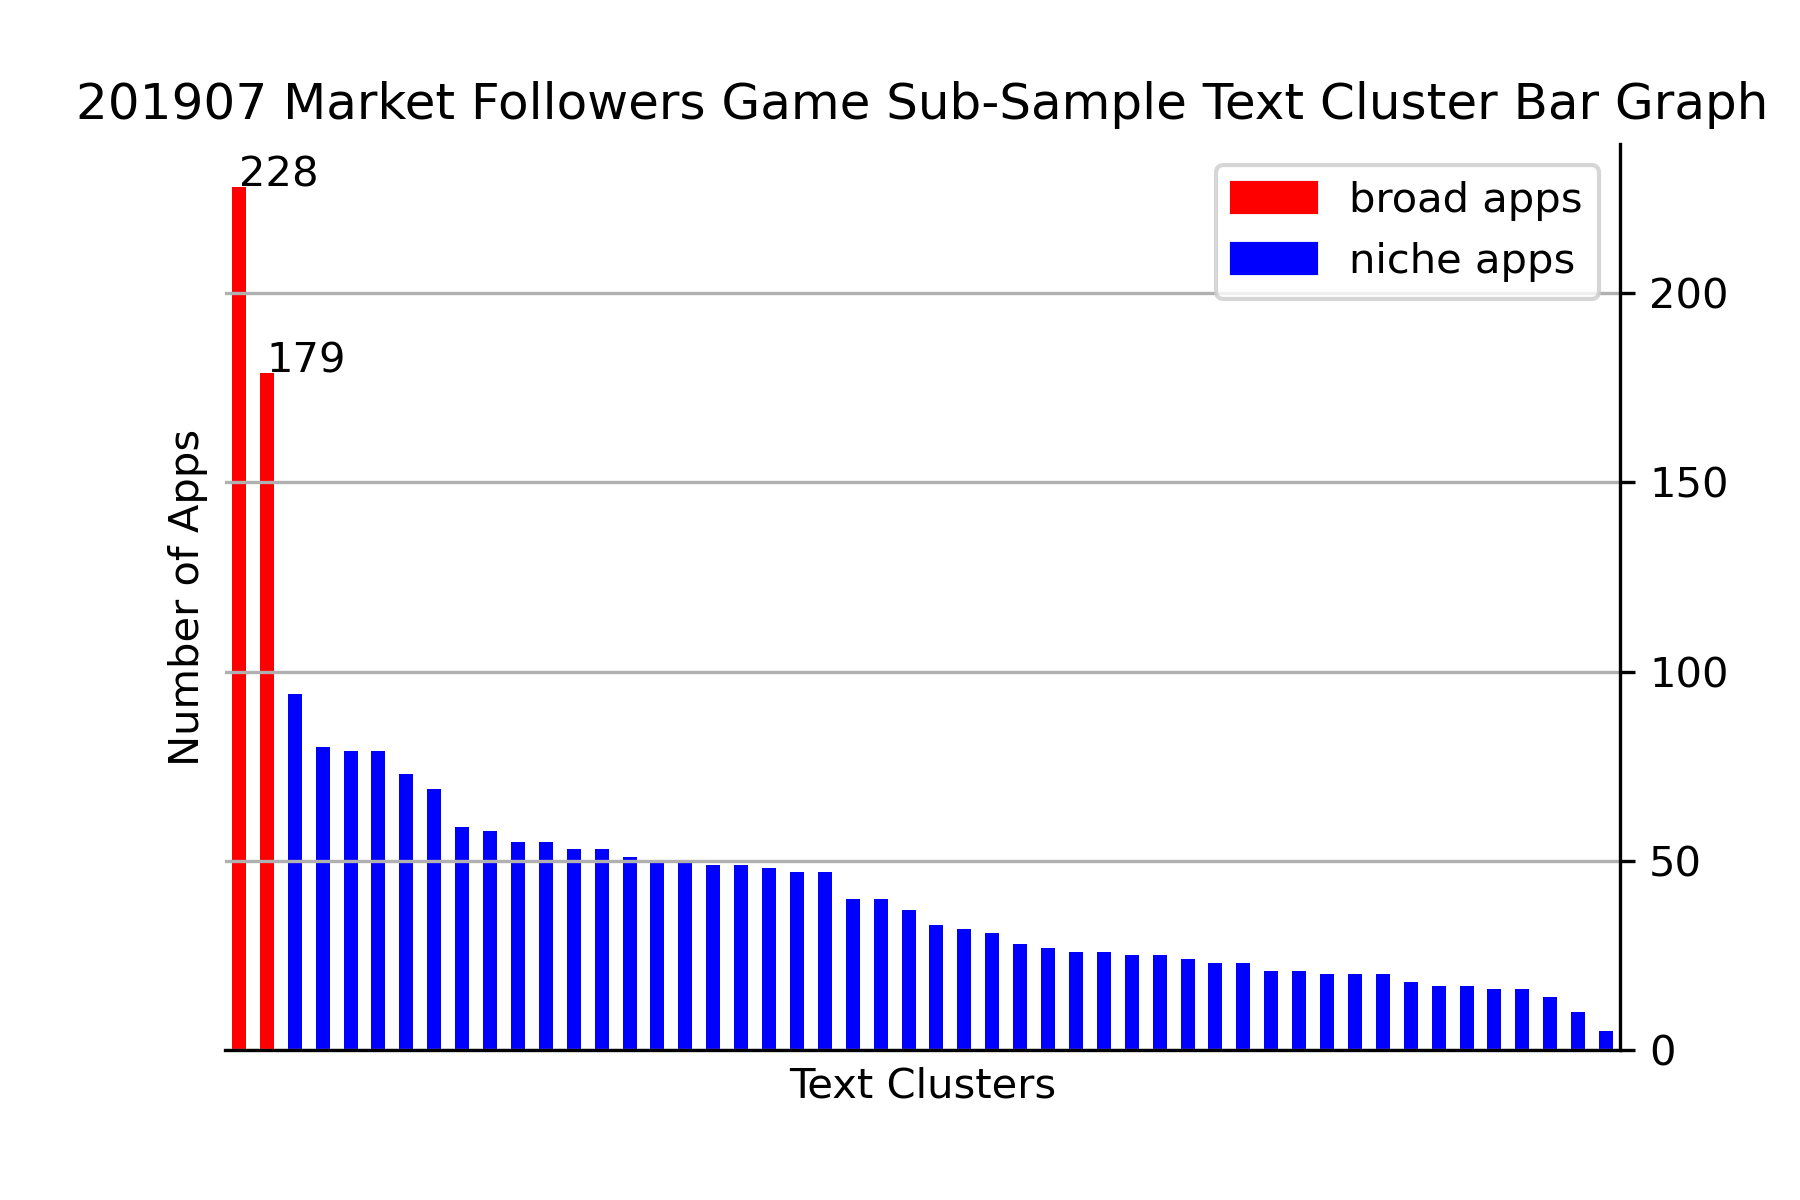 201907 Market Followers Game Sub-Sample Text Cluster Bar Graph
228
179
broad apps
niche apps
200
150
100
50
0
Number of Apps
Text Clusters